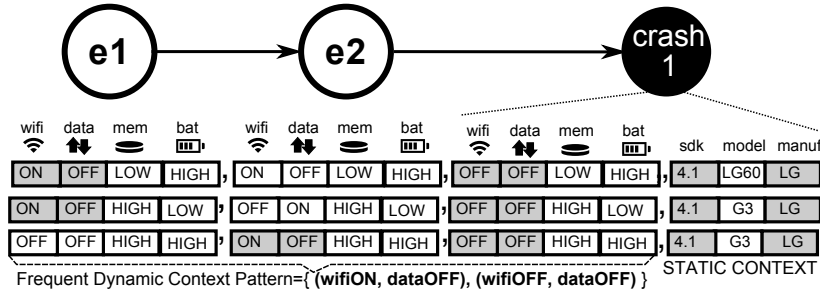 e1 e2 crash 1
wifi data mem bat wifi data mem bat wifi data mem bat sdk model manuf
ON OFF LOW HIGH, ON OFF LOW HIGH, OFF OFF LOW HIGH, 4.1 LG60 LG
ON OFF HIGH LOW, OFF ON HIGH LOW, OFF OFF HIGH LOW, 4.1 G3 LG
OFF OFF HIGH HIGH, ON OFF HIGH HIGH, OFF OFF HIGH HIGH, 4.1 G3 LG
Frequent Dynamic Context Pattern={ (wifiON, dataOFF), (wifiOFF, dataOFF) } STATIC CONTEXT